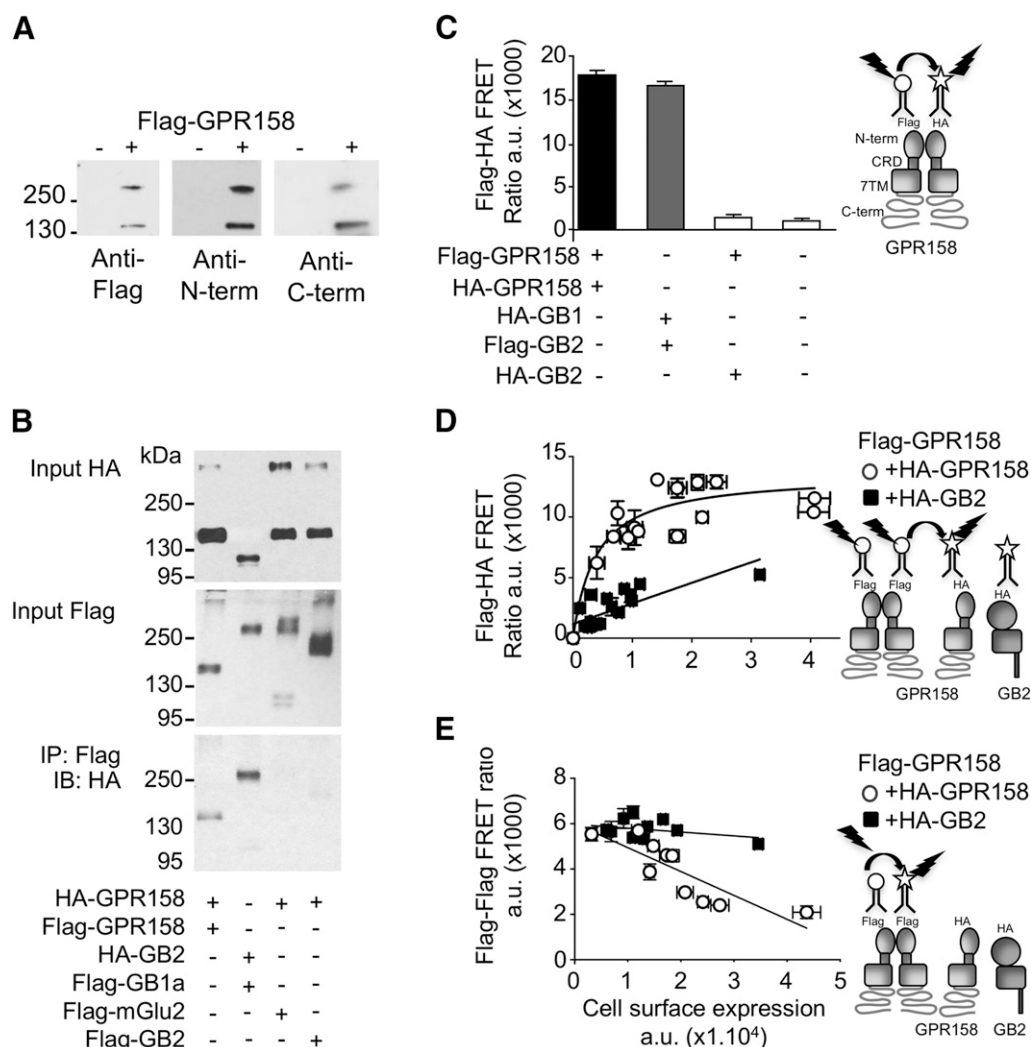 A
Flag-GPR158
- + - + - +
250
130
Anti-Flag
Anti-N-term
Anti-C-term
B
Input HA
kDa
250
130
95
Input Flag
250
130
95
IP: Flag
IB: HA
250
130
95
HA-GPR158 + - + +
Flag-GPR158 + - - -
HA-GB2 - + - -
Flag-GB1a - + - -
Flag-mGlu2 - - + -
Flag-GB2 - - - +
C
Flag-HA FRET
Ratio a.u. (x1000)
20
15
10
5
0
Flag-GPR158 + - + -
HA-GPR158 + - - -
HA-GB1 - + - -
Flag-GB2 - + - -
HA-GB2 - - + -
Flag HA
N-term
CRD
7TM
C-term
GPR158
D
Flag-HA FRET
Ratio a.u. (x1000)
15
10
5
0
0 1 2 3 4
Flag-GPR158
+HA-GPR158
+HA-GB2
Flag Flag HA HA
GPR158 GB2
E
Flag-Flag FRET ratio
a.u. (x1000)
8
6
4
2
0
0 1 2 3 4 5
Cell surface expression
a.u. (x1.10⁴)
Flag-GPR158
+HA-GPR158
+HA-GB2
Flag Flag HA HA
GPR158 GB2